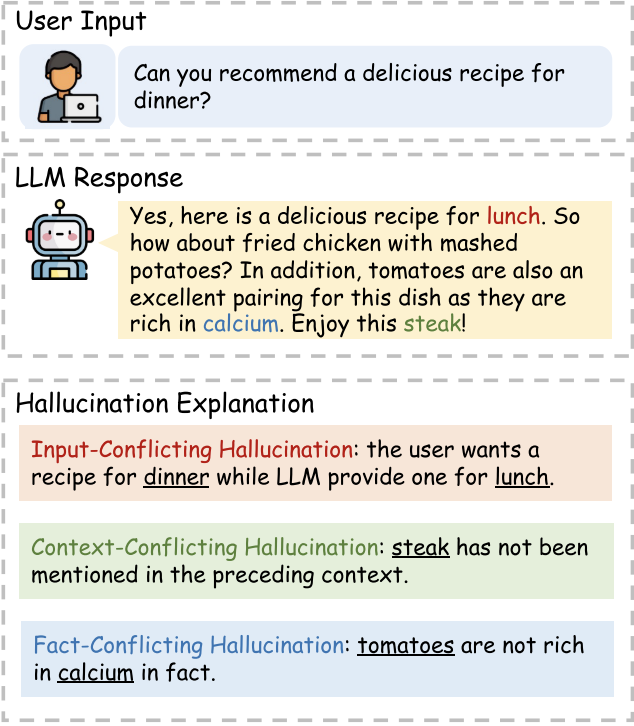 User Input
Can you recommend a delicious recipe for
dinner?
LLM Response
Yes, here is a delicious recipe for lunch. So
how about fried chicken with mashed
potatoes? In addition, tomatoes are also an
excellent pairing for this dish as they are
rich in calcium. Enjoy this steak!
Hallucination Explanation
Input-Conflicting Hallucination: the user wants a
recipe for dinner while LLM provide one for lunch.
Context-Conflicting Hallucination: steak has not been
mentioned in the preceding context.
Fact-Conflicting Hallucination: tomatoes are not rich
in calcium in fact.